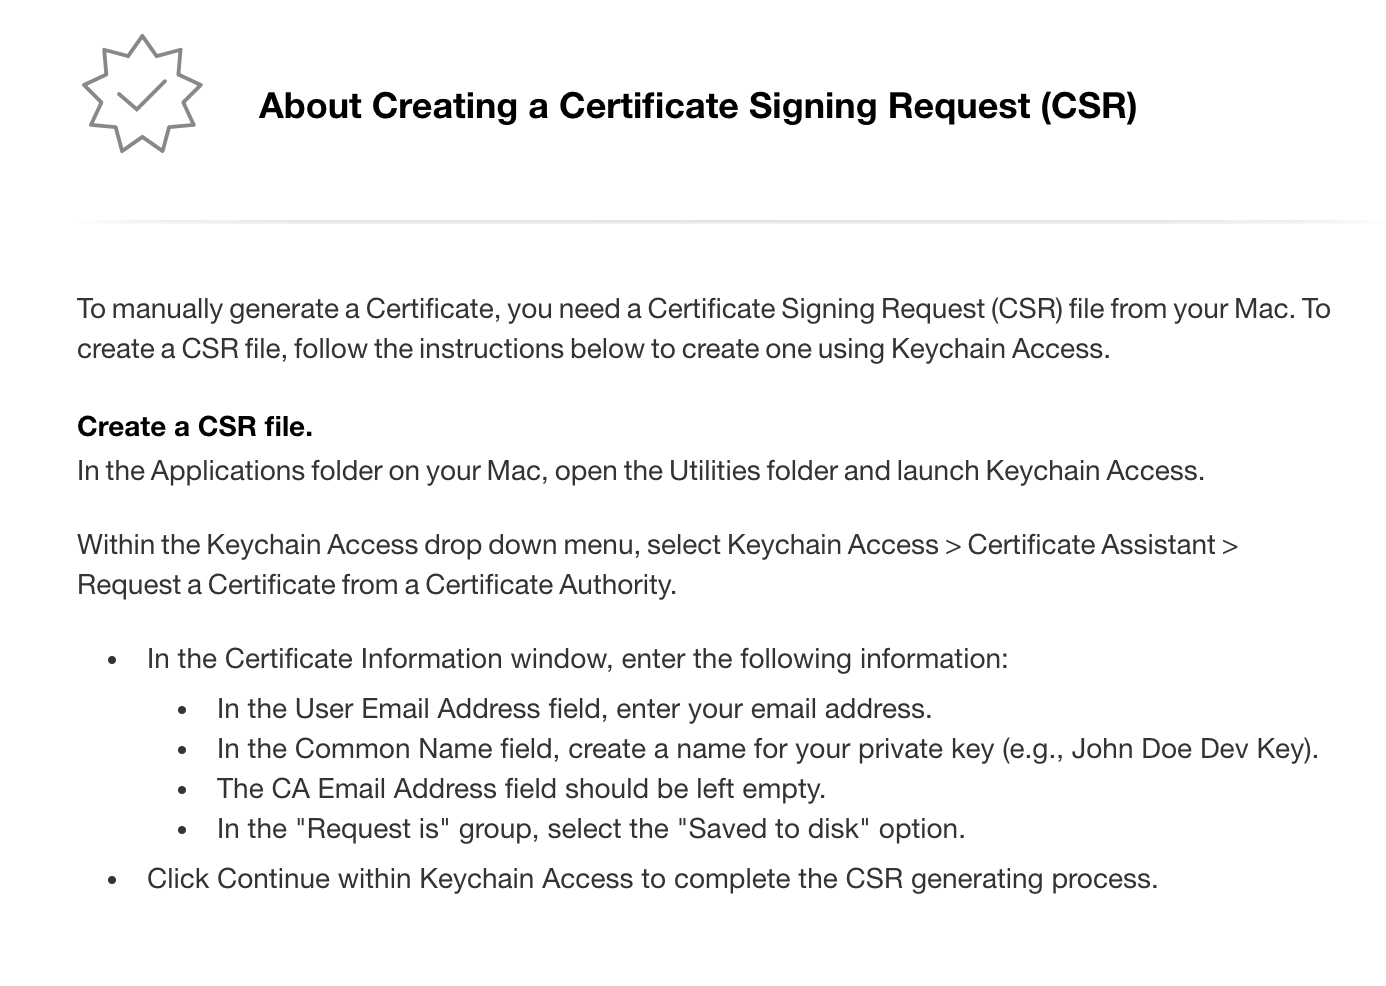 About Creating a Certificate Signing Request (CSR)
To manually generate a Certificate, you need a Certificate Signing Request (CSR) file from your Mac. To
create a CSR file, follow the instructions below to create one using Keychain Access.
Create a CSR file.
In the Applications folder on your Mac, open the Utilities folder and launch Keychain Access.
Within the Keychain Access drop down menu, select Keychain Access > Certificate Assistant >
Request a Certificate from a Certificate Authority.
• In the Certificate Information window, enter the following information:
• In the User Email Address field, enter your email address.
• In the Common Name field, create a name for your private key (e.g., John Doe Dev Key).
• The CA Email Address field should be left empty.
• In the "Request is" group, select the "Saved to disk" option.
• Click Continue within Keychain Access to complete the CSR generating process.